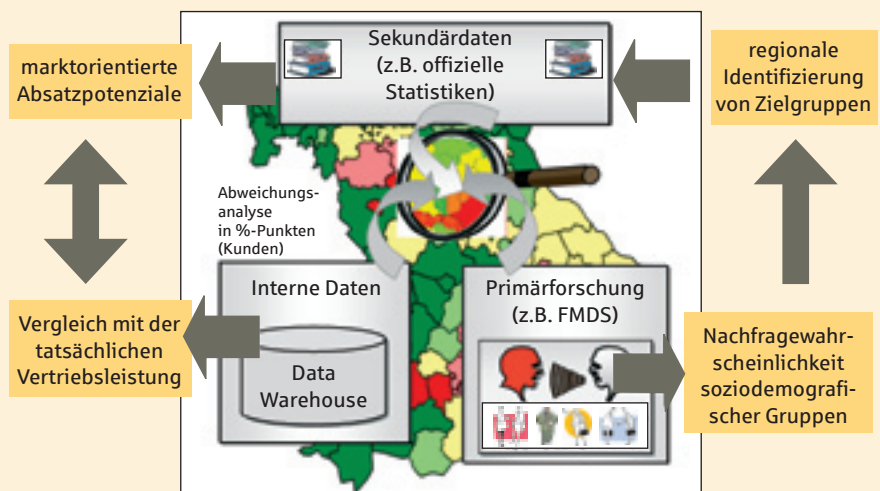 marktorientierte
Absatzpotenziale
Sekundärdaten
(z.B. offizielle
Statistiken)
regionale
Identifizierung
von Zielgruppen
Abweichungs-
analyse
in %-Punkten
(Kunden)
Interne Daten
Data
Warehouse
Primärforschung
(z.B. FMDS)
Vergleich mit der
tatsächlichen
Vertriebsleistung
Nachfragewahr-
scheinlichkeit
soziodemografi-
scher Gruppen